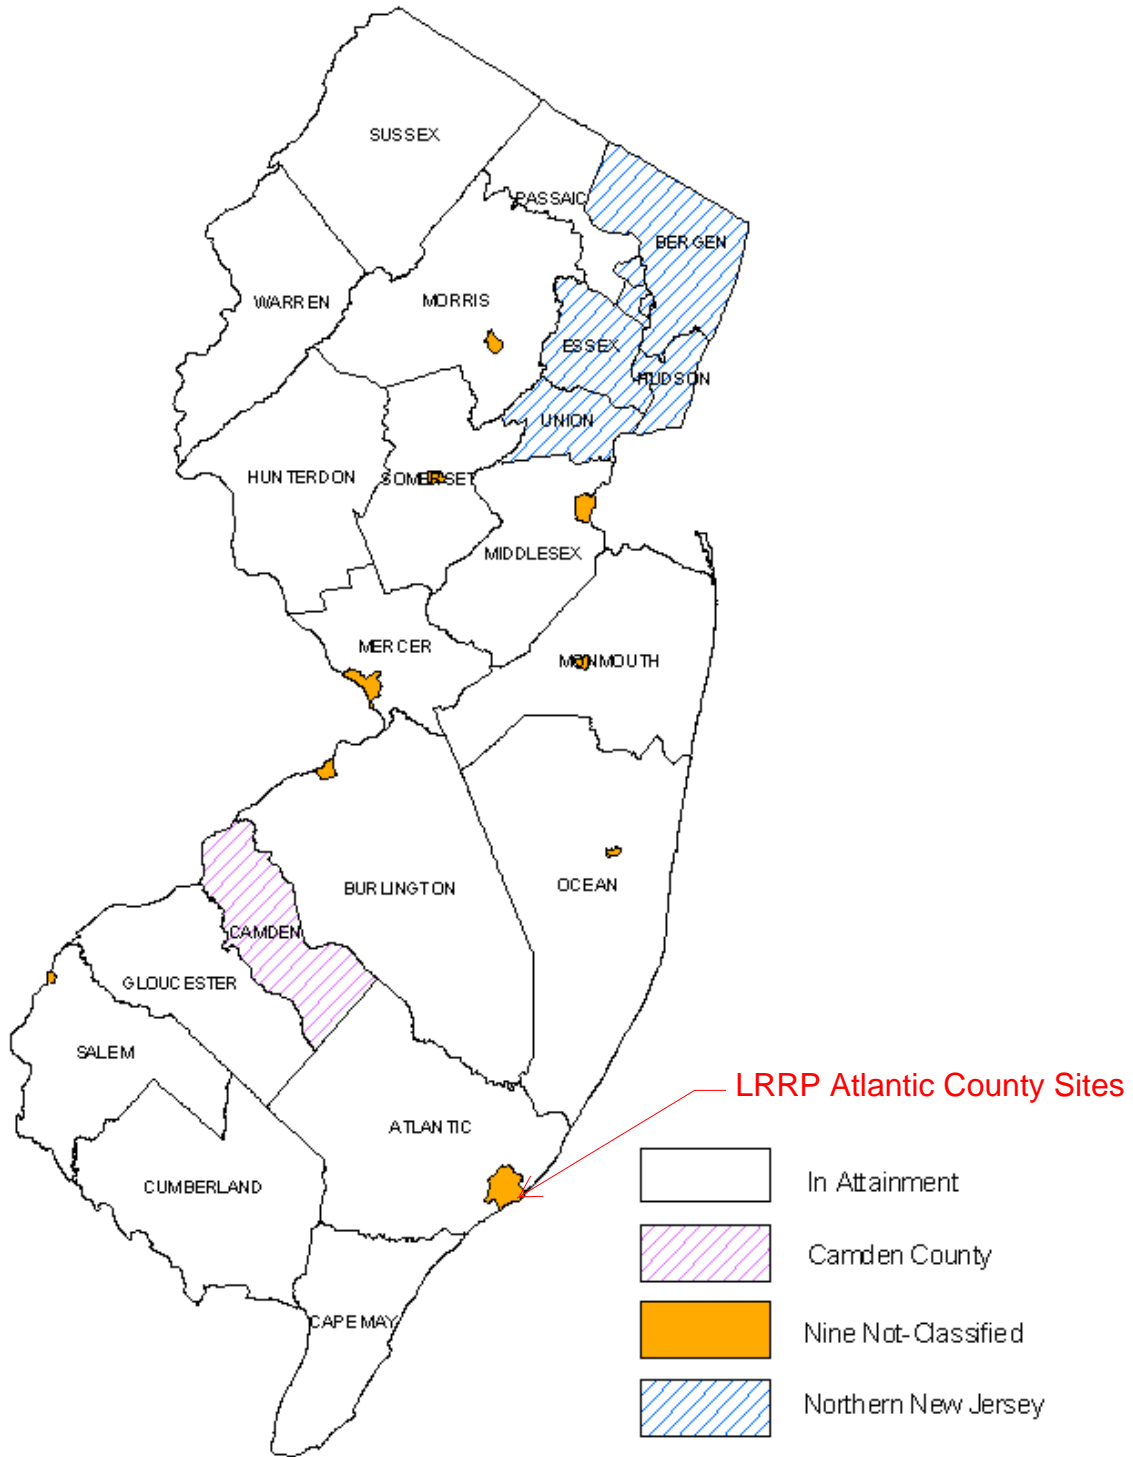 SUSSEX
PASSAIC
BERGEN
WARREN
MORRIS
ESSEX
HUDSON
UNION
HUNTERDON
SOMERSET
MIDDLESEX
MERCER
MONMOUTH
BURLINGTON
OCEAN
CAMDEN
GLOUCESTER
SALEM
LRRP Atlantic County Sites
ATLANTIC
CUMBERLAND
In Attainment
Camden County
CAPE MAY
Nine Not-Classified
Northern New Jersey